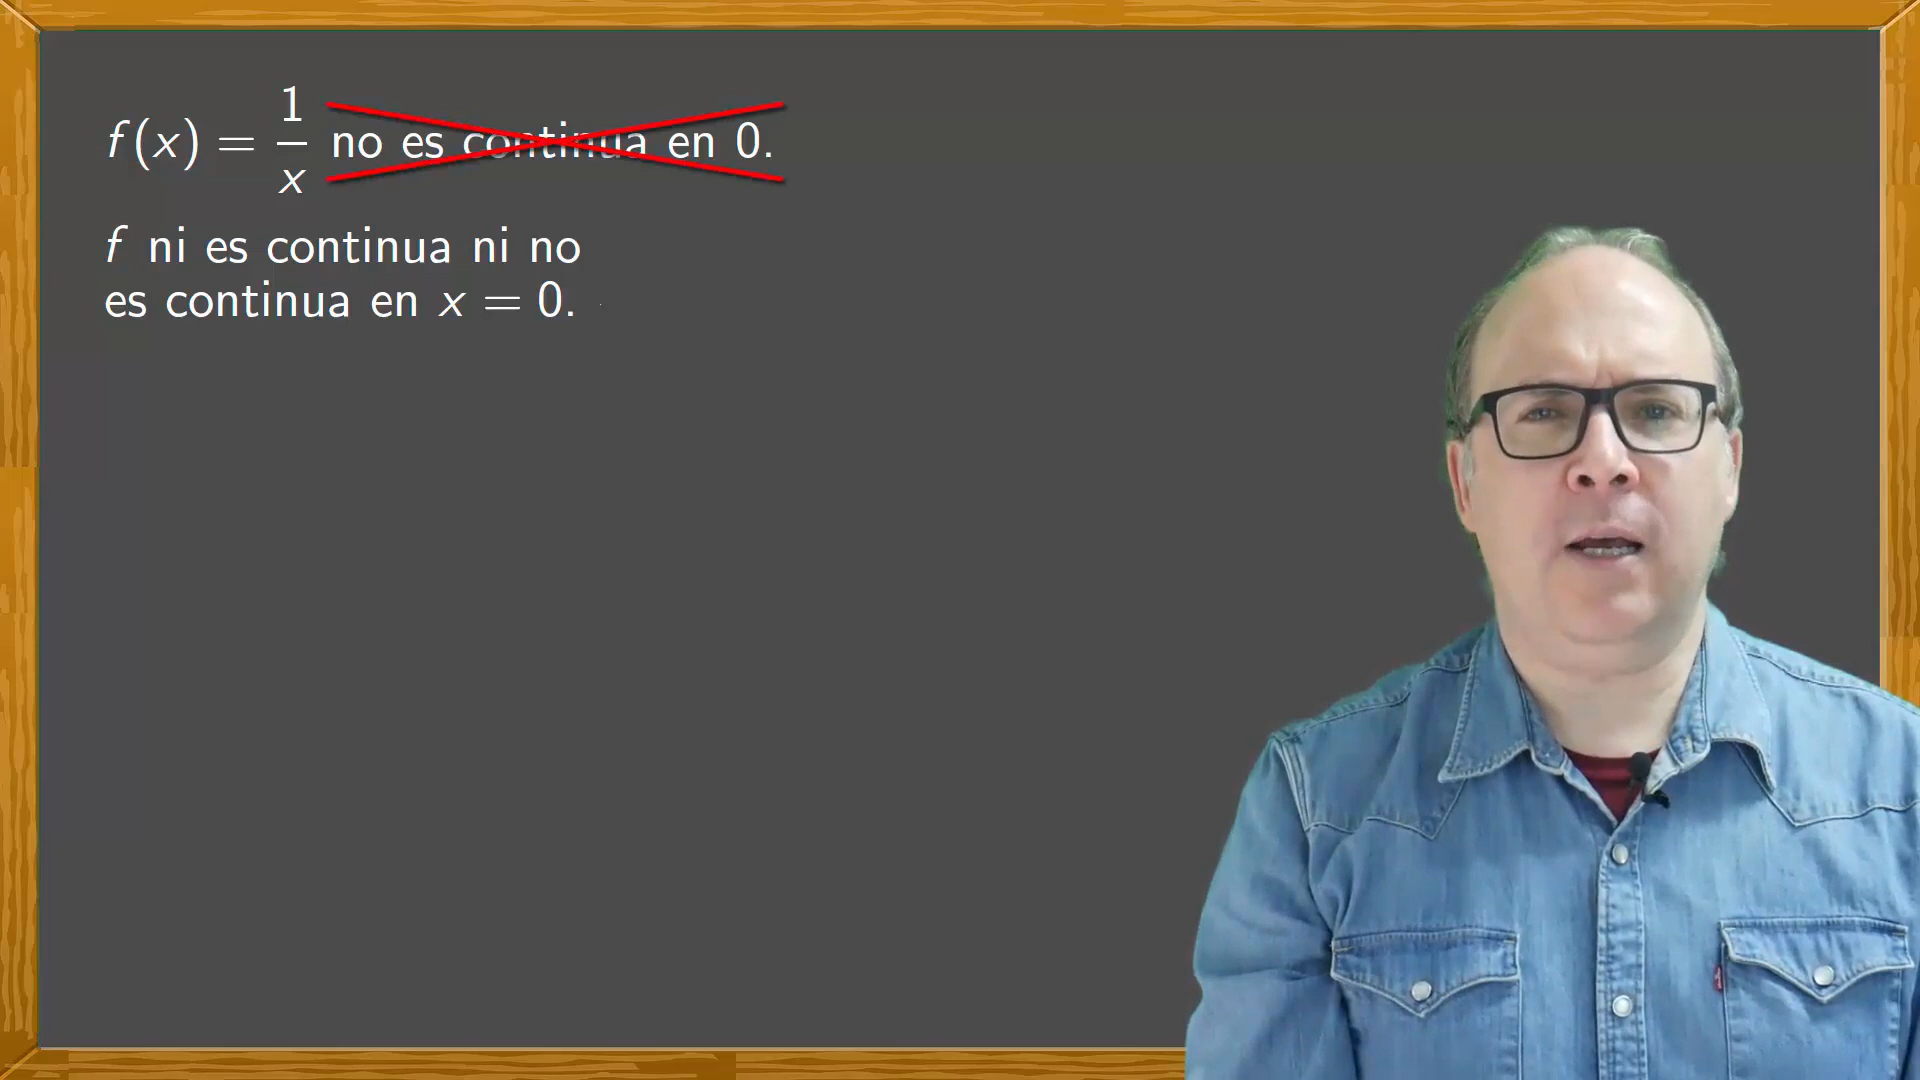 f(x) = 1/x no es continua en 0.
f ni es continua ni no
es continua en x = 0.